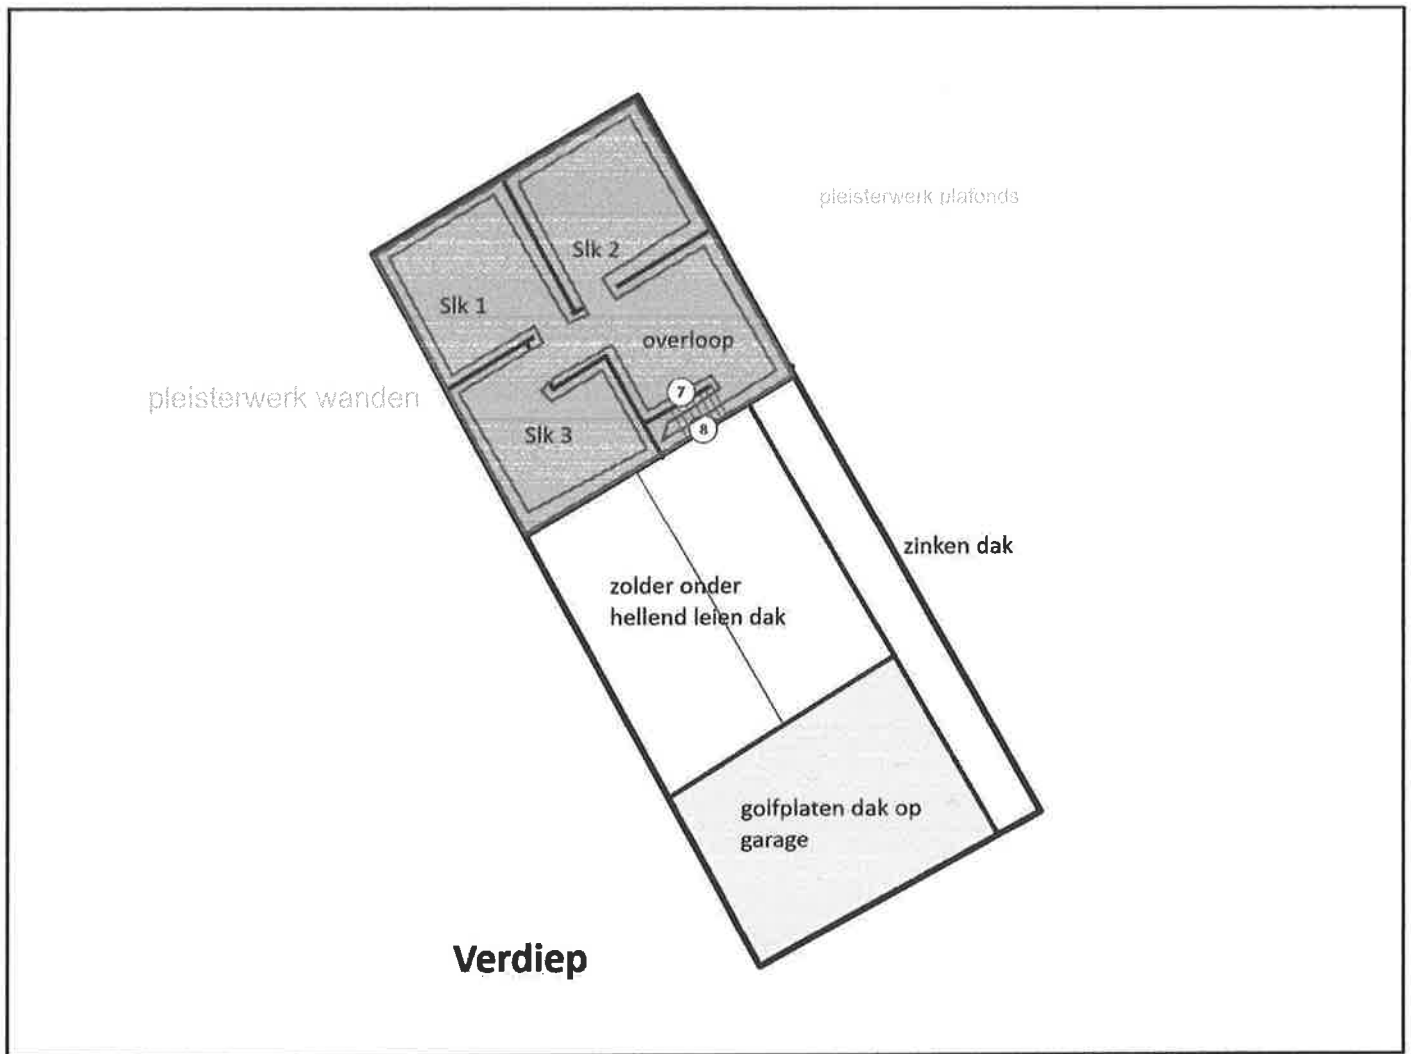 pleisterwerk plafonds
Slk 2
Slk 1
overloop
pleisterwerk wanden
7
8
Slk 3
zinken dak
zolder onder
hellend leien dak
golfplaten dak op
garage
Verdiep